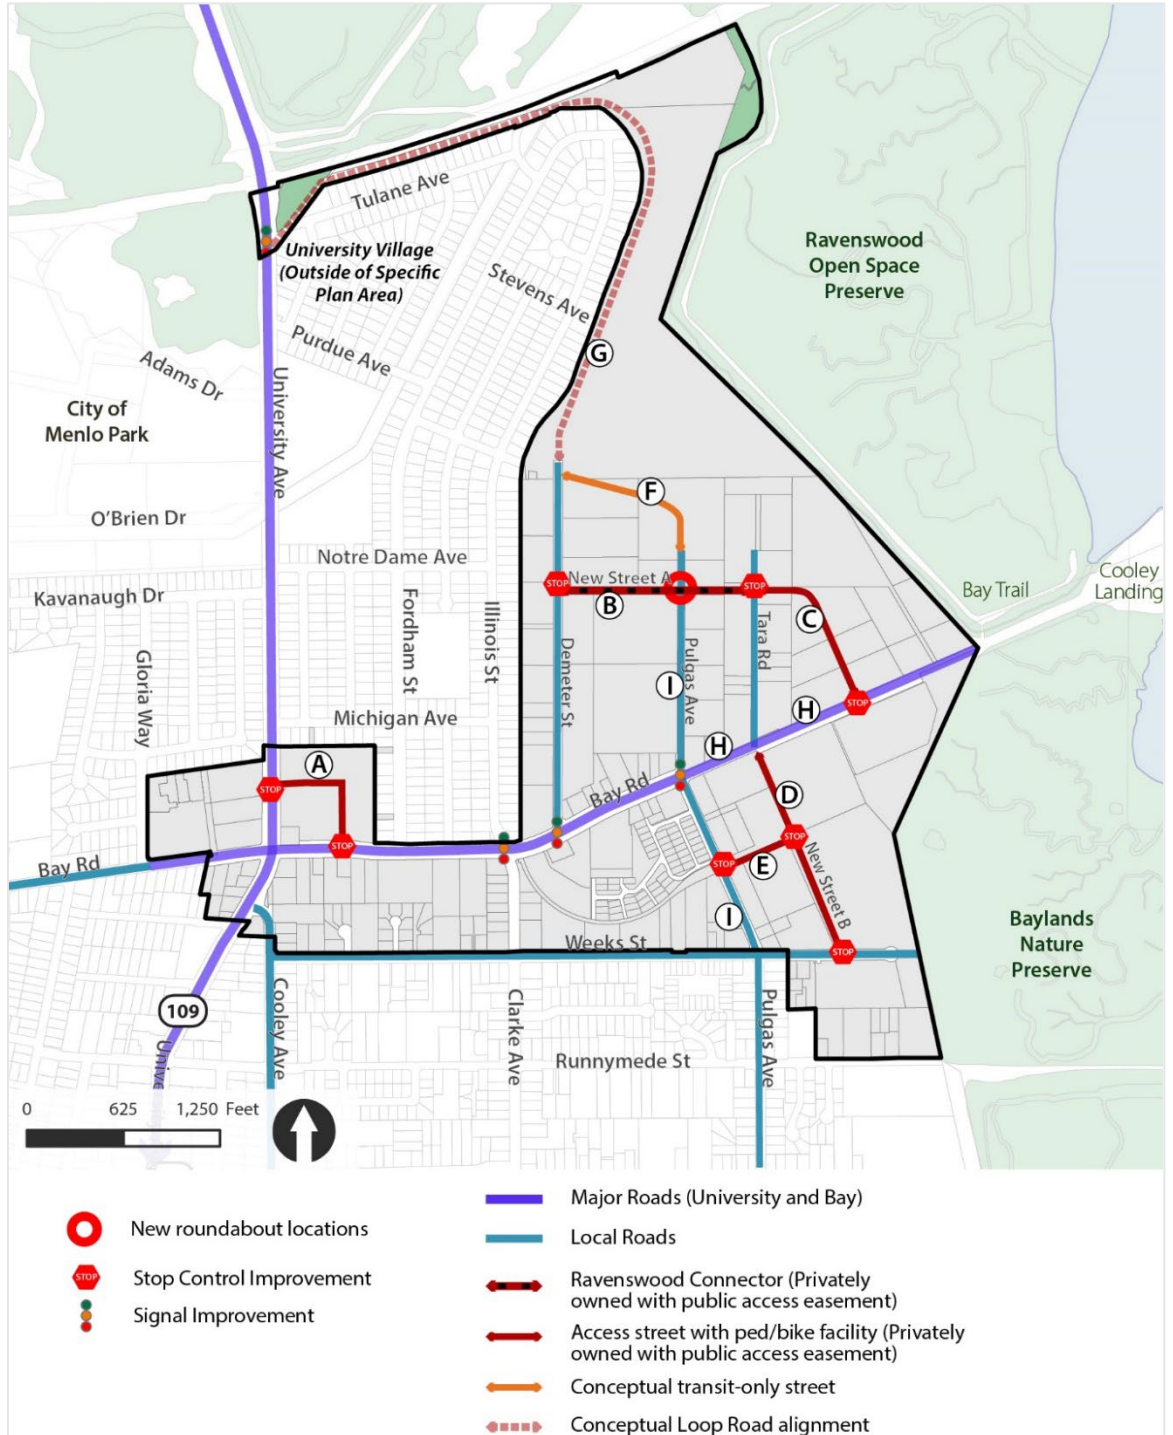 Tulane Ave
University Village
(Outside of Specific
Plan Area)
Ravenswood
Open Space
Preserve
Stevens Ave
Purdue Ave
G
Adams Dr
University Ave
City of
Menlo Park
F
O'Brien Dr
Notre Dame Ave
Kavanaugh Dr
Fordham St
Illinois St
STOP
New Street A
STOP
B
C
Bay Trail
Cooley
Landing
Gloria Way
Demeter St
Pulgas Ave
Tara Rd
I
Michigan Ave
H
STOP
H
A
STOP
Bay Rd
D
STOP
STOP
STOP
E
Bay Rd
New Street B
I
Weeks St
STOP
Baylands
Nature
Preserve
109
Cooley Ave
Clarke Ave
Pulgas Ave
Runnymede St
Unive
0 625 1,250 Feet
New roundabout locations
STOP Stop Control Improvement
Signal Improvement
Major Roads (University and Bay)
Local Roads
Ravenswood Connector (Privately
owned with public access easement)
Access street with ped/bike facility (Privately
owned with public access easement)
Conceptual transit-only street
Conceptual Loop Road alignment